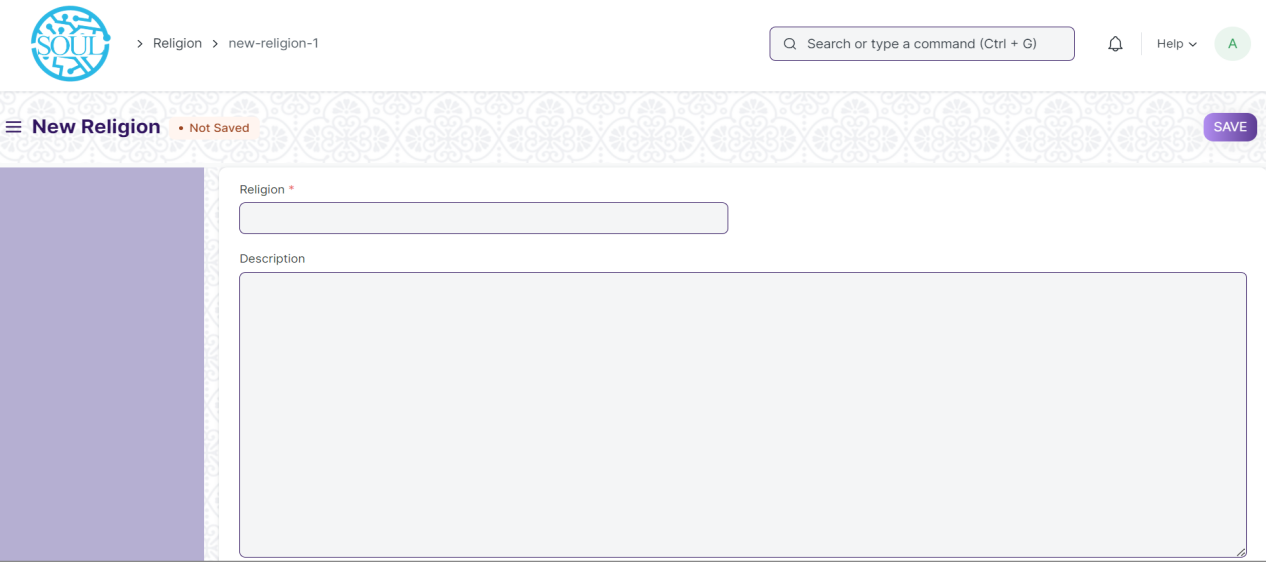 SOUL
> Religion > new-religion-1
Search or type a command (Ctrl + G)
Help
A
New Religion
• Not Saved
SAVE
Religion *
Description